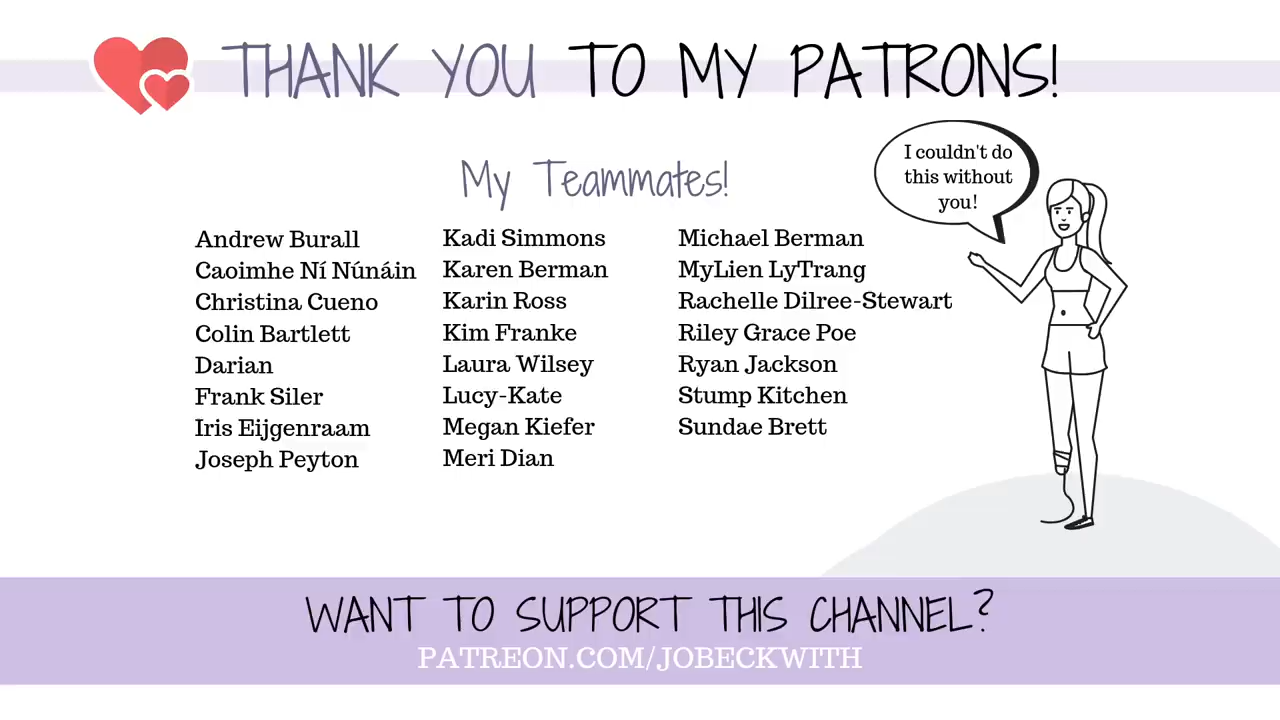 THANK YOU TO MY PATRONS!
I couldn't do
this without
you!
My Teammates!
Andrew Burall
Caoimhe Ní Núnáin
Christina Cueno
Colin Bartlett
Darian
Frank Siler
Iris Eijgenraam
Joseph Peyton
Kadi Simmons
Karen Berman
Karin Ross
Kim Franke
Laura Wilsey
Lucy-Kate
Megan Kiefer
Meri Dian
Michael Berman
MyLien LyTrang
Rachelle Dilree-Stewart
Riley Grace Poe
Ryan Jackson
Stump Kitchen
Sundae Brett
WANT TO SUPPORT THIS CHANNEL?
PATREON.COM/JOBECKWITH